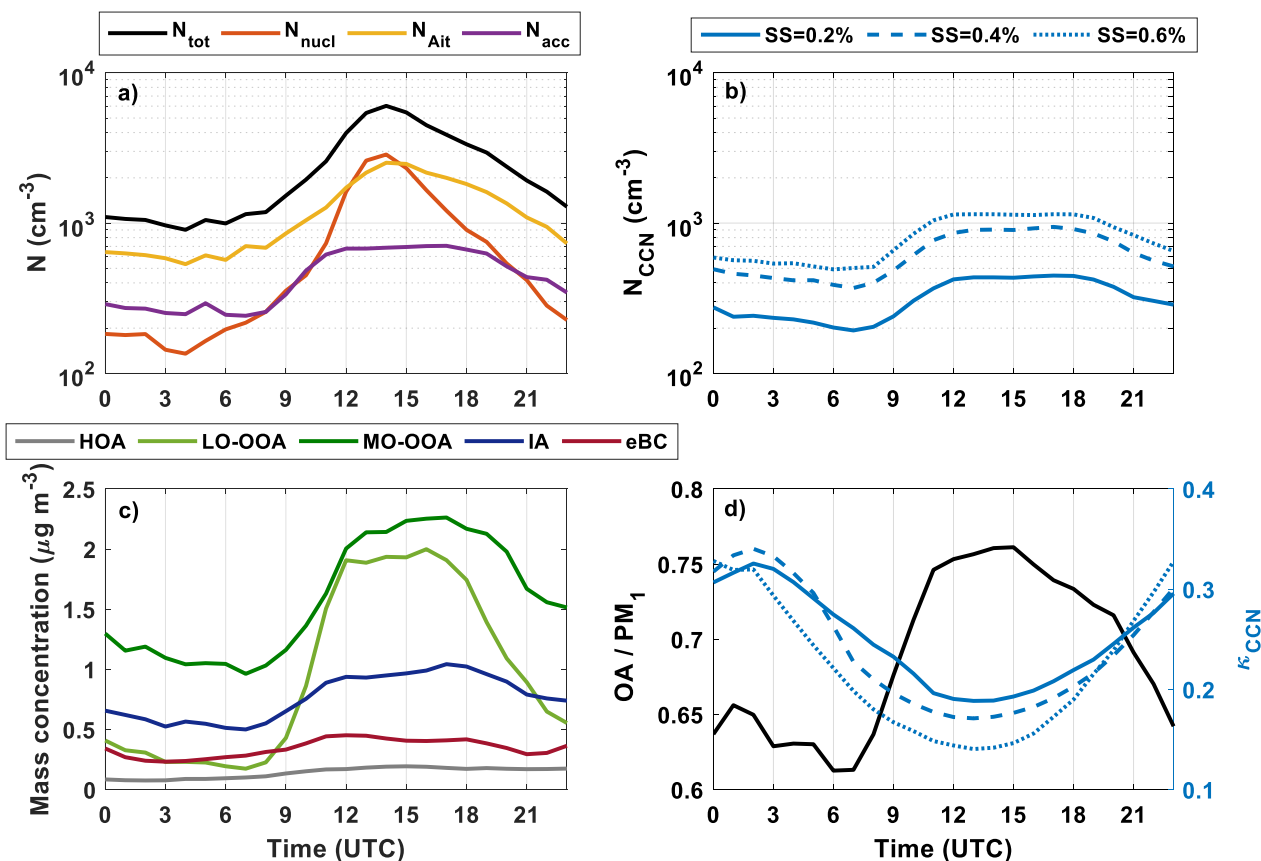 N_tot N_nucl N_Ait N_acc
SS=0.2% SS=0.4% SS=0.6%
a)
N (cm^-3)
10^4
10^3
10^2
0 3 6 9 12 15 18 21
b)
N_CCN (cm^-3)
10^4
10^3
10^2
0 3 6 9 12 15 18 21
HOA LO-OOA MO-OOA IA eBC
c)
Mass concentration (μg m^-3)
2.5
2
1.5
1
0.5
0
0 3 6 9 12 15 18 21
Time (UTC)
d)
OA / PM_1
0.8
0.75
0.7
0.65
0.6
0.4
0.3
0.2
0.1
κ_CCN
0 3 6 9 12 15 18 21
Time (UTC)